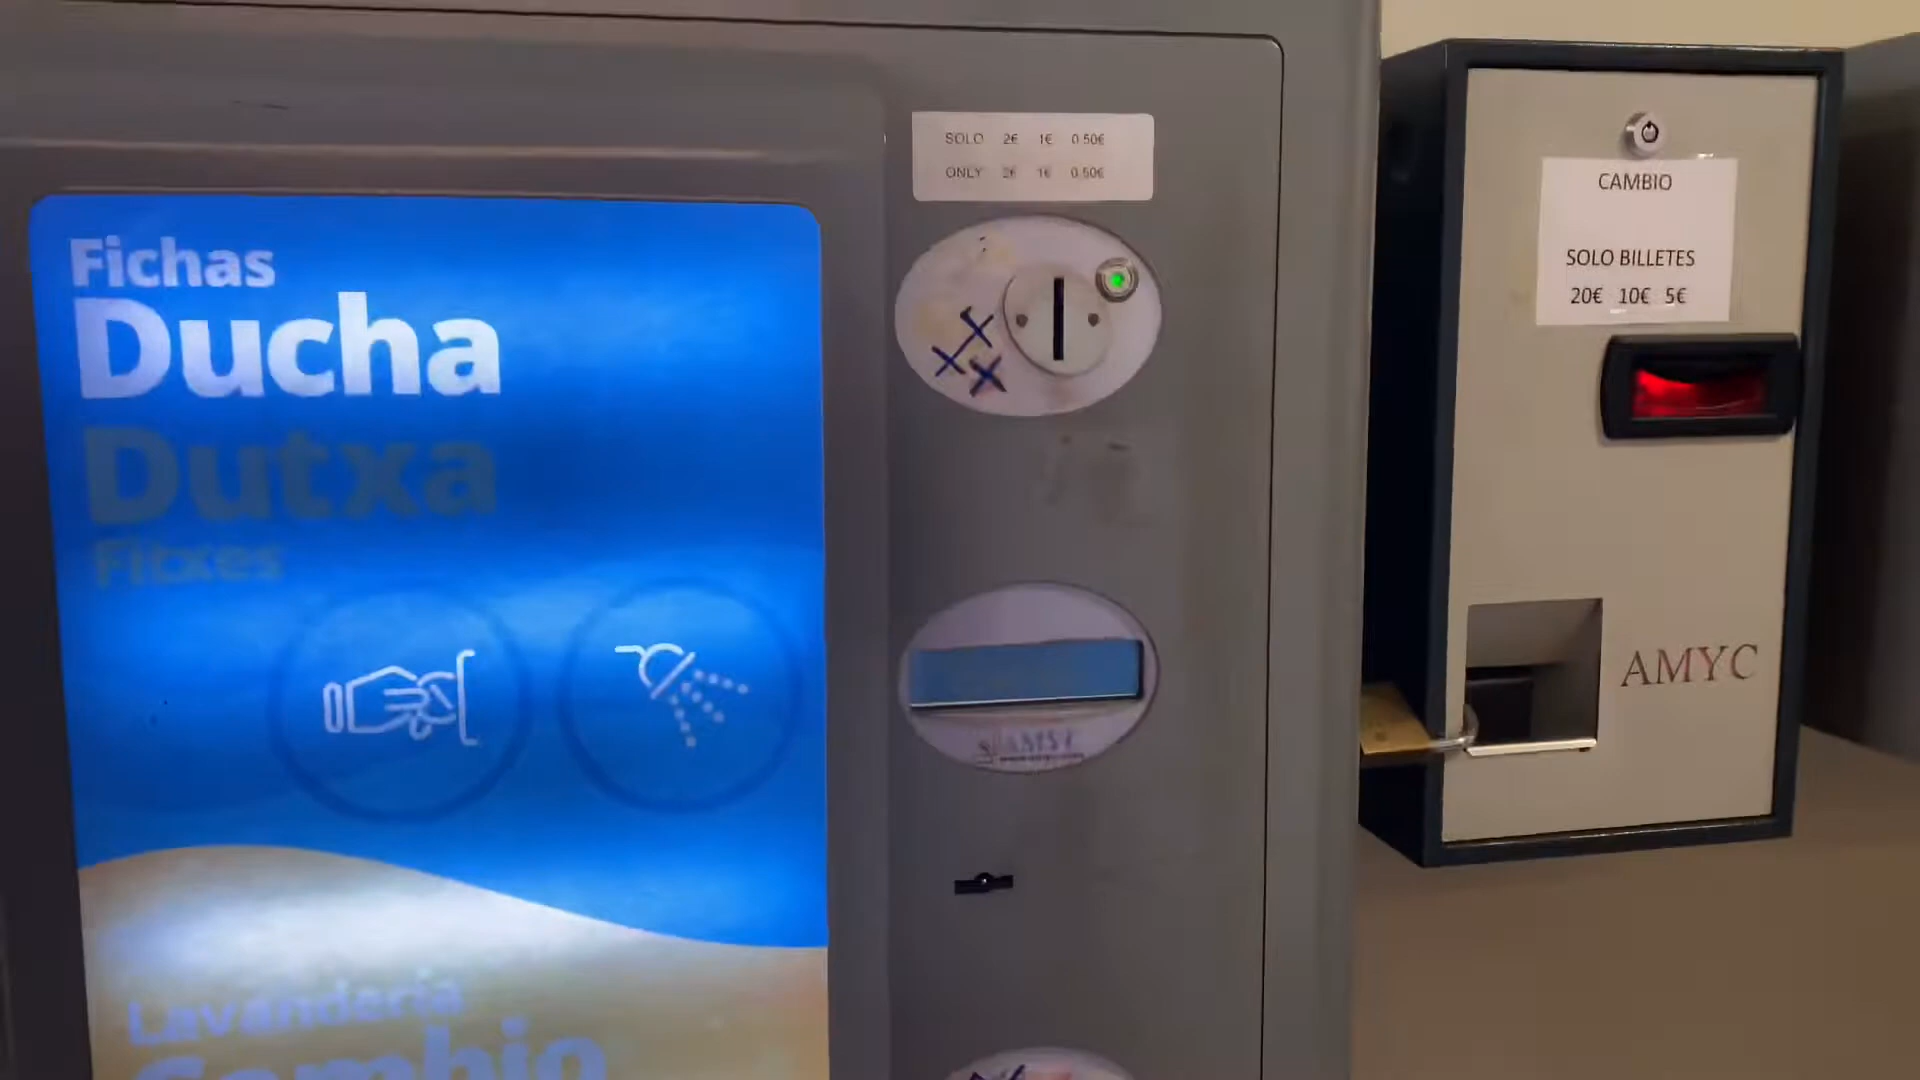 Fichas
Ducha
Dutxa
Fitxes
Lavandería
Cambio
SOLO 2€ 1€ 0.50€
ONLY 2€ 1€ 0.50€
CAMBIO
SOLO BILLETES
20€ 10€ 5€
AMYC